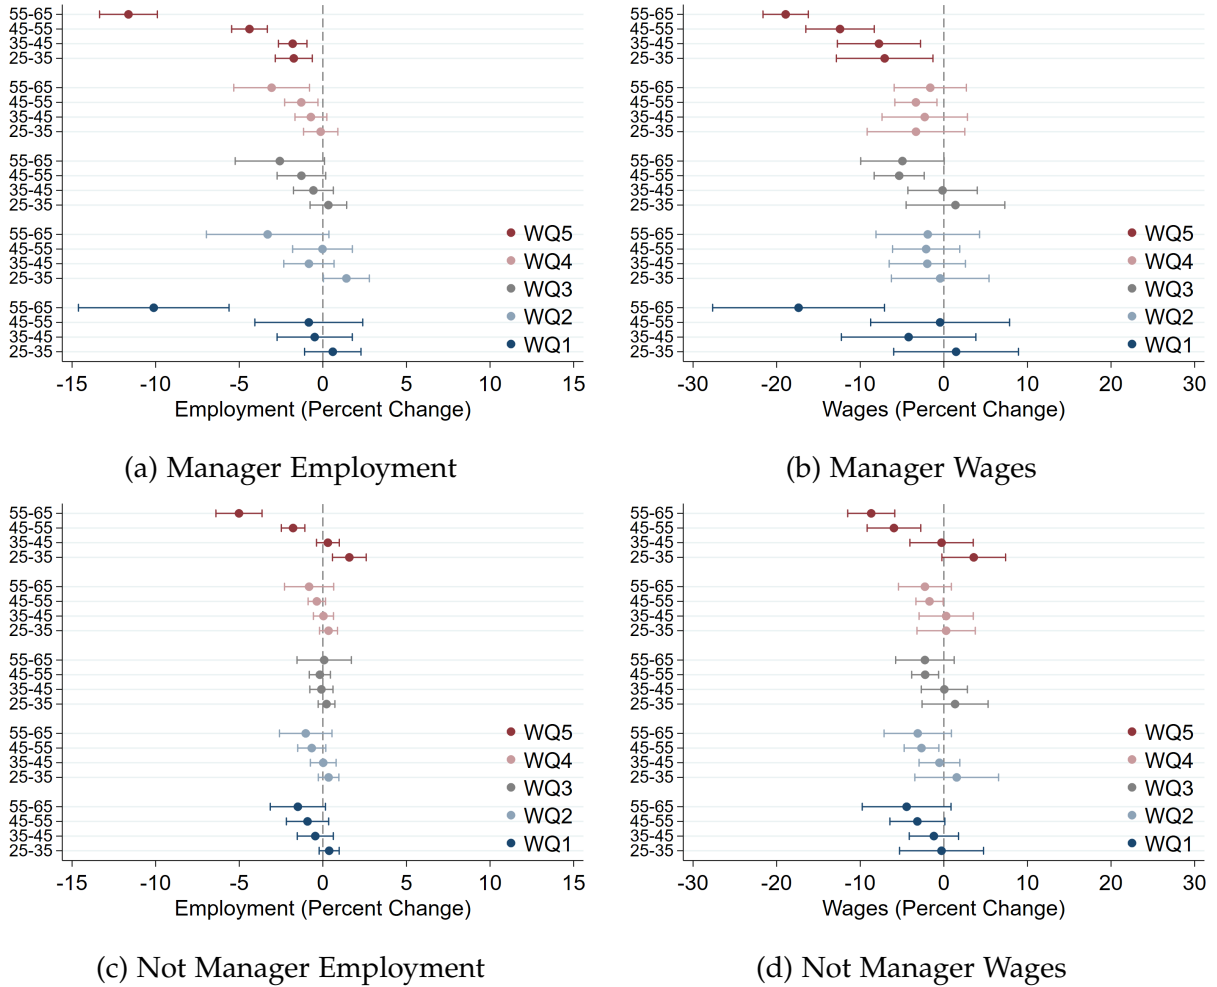 55-65
45-55
35-45
25-35
55-65
45-55
35-45
25-35
55-65
45-55
35-45
25-35
55-65
45-55
35-45
25-35
55-65
45-55
35-45
25-35
WQ5
WQ4
WQ3
WQ2
WQ1
-15 -10 -5 0 5 10 15
Employment (Percent Change)
(a) Manager Employment
55-65
45-55
35-45
25-35
55-65
45-55
35-45
25-35
55-65
45-55
35-45
25-35
55-65
45-55
35-45
25-35
55-65
45-55
35-45
25-35
WQ5
WQ4
WQ3
WQ2
WQ1
-30 -20 -10 0 10 20 30
Wages (Percent Change)
(b) Manager Wages
55-65
45-55
35-45
25-35
55-65
45-55
35-45
25-35
55-65
45-55
35-45
25-35
55-65
45-55
35-45
25-35
55-65
45-55
35-45
25-35
WQ5
WQ4
WQ3
WQ2
WQ1
-15 -10 -5 0 5 10 15
Employment (Percent Change)
(c) Not Manager Employment
55-65
45-55
35-45
25-35
55-65
45-55
35-45
25-35
55-65
45-55
35-45
25-35
55-65
45-55
35-45
25-35
55-65
45-55
35-45
25-35
WQ5
WQ4
WQ3
WQ2
WQ1
-30 -20 -10 0 10 20 30
Wages (Percent Change)
(d) Not Manager Wages